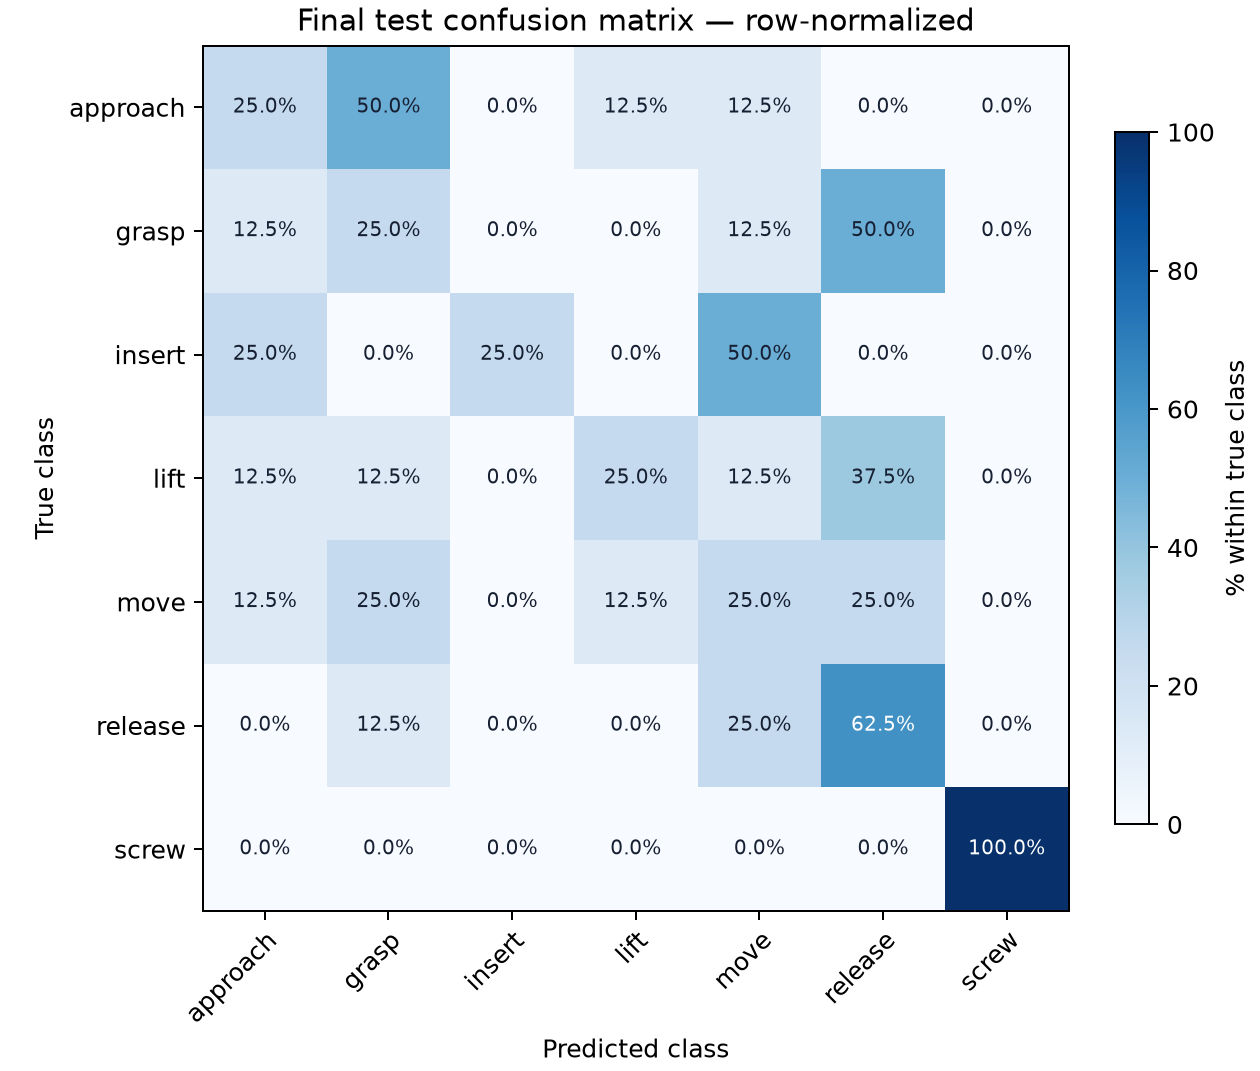 Final test confusion matrix — row-normalized
approach 25.0% 50.0% 0.0% 12.5% 12.5% 0.0% 0.0%
grasp 12.5% 25.0% 0.0% 0.0% 12.5% 50.0% 0.0%
insert 25.0% 0.0% 25.0% 0.0% 50.0% 0.0% 0.0%
lift 12.5% 12.5% 0.0% 25.0% 12.5% 37.5% 0.0%
move 12.5% 25.0% 0.0% 12.5% 25.0% 25.0% 0.0%
release 0.0% 12.5% 0.0% 0.0% 25.0% 62.5% 0.0%
screw 0.0% 0.0% 0.0% 0.0% 0.0% 0.0% 100.0%
approach grasp insert lift move release screw
Predicted class
True class
100
80
60
40
20
0
% within true class